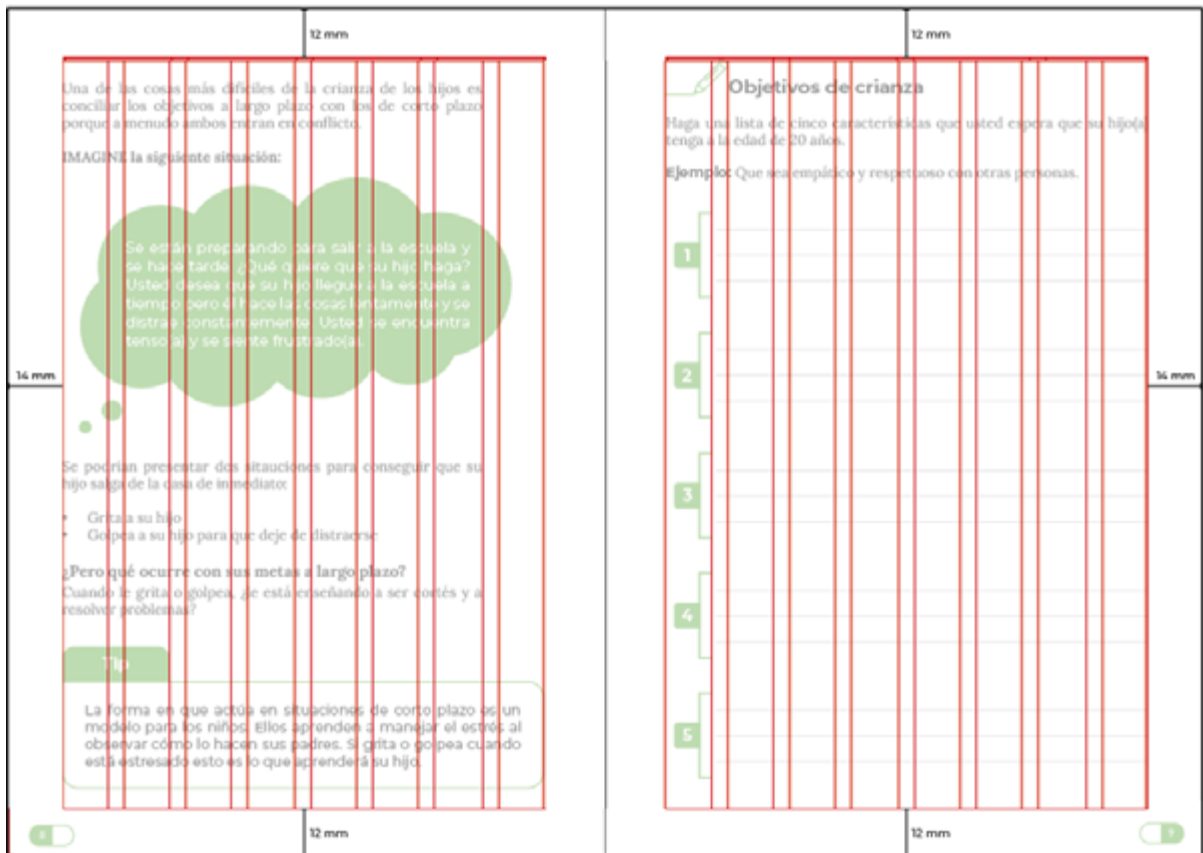 12 mm
Una de las cosas más difíciles de la crianza de los hijos es
conciliar los objetivos a largo plazo con los de corto plazo
porque a menudo ambos entran en conflicto.
IMAGINE la siguiente situación:
Se están preparando para salir a la escuela y
se hace tarde. ¿Qué quiere que su hijo haga?
Usted desea que su hijo llegue a la escuela a
tiempo pero él hace las cosas lentamente y se
distrae constantemente. Usted se encuentra
tenso(a) y se siente frustrado(a).
14 mm
Se podrían presentar dos sitauciones para conseguir que su
hijo salga de la casa de inmediato:
• Grita a su hijo
• Golpea a su hijo para que deje de distraerse
¿Pero qué ocurre con sus metas a largo plazo?
Cuando le grita o golpea, ¿le está enseñando a ser cortés y a
resolver problemas?
Tip
La forma en que actúa en situaciones de corto plazo es un
modelo para los niños. Ellos aprenden a manejar el estrés al
observar cómo lo hacen sus padres. Si grita o golpea cuando
está estresado esto es lo que aprenderá su hijo.
8
12 mm
12 mm
Objetivos de crianza
Haga una lista de cinco características que usted espera que su hijo(a)
tenga a la edad de 20 años.
Ejemplo: Que sea empático y respetuoso con otras personas.
1
2
14 mm
3
4
5
12 mm
9